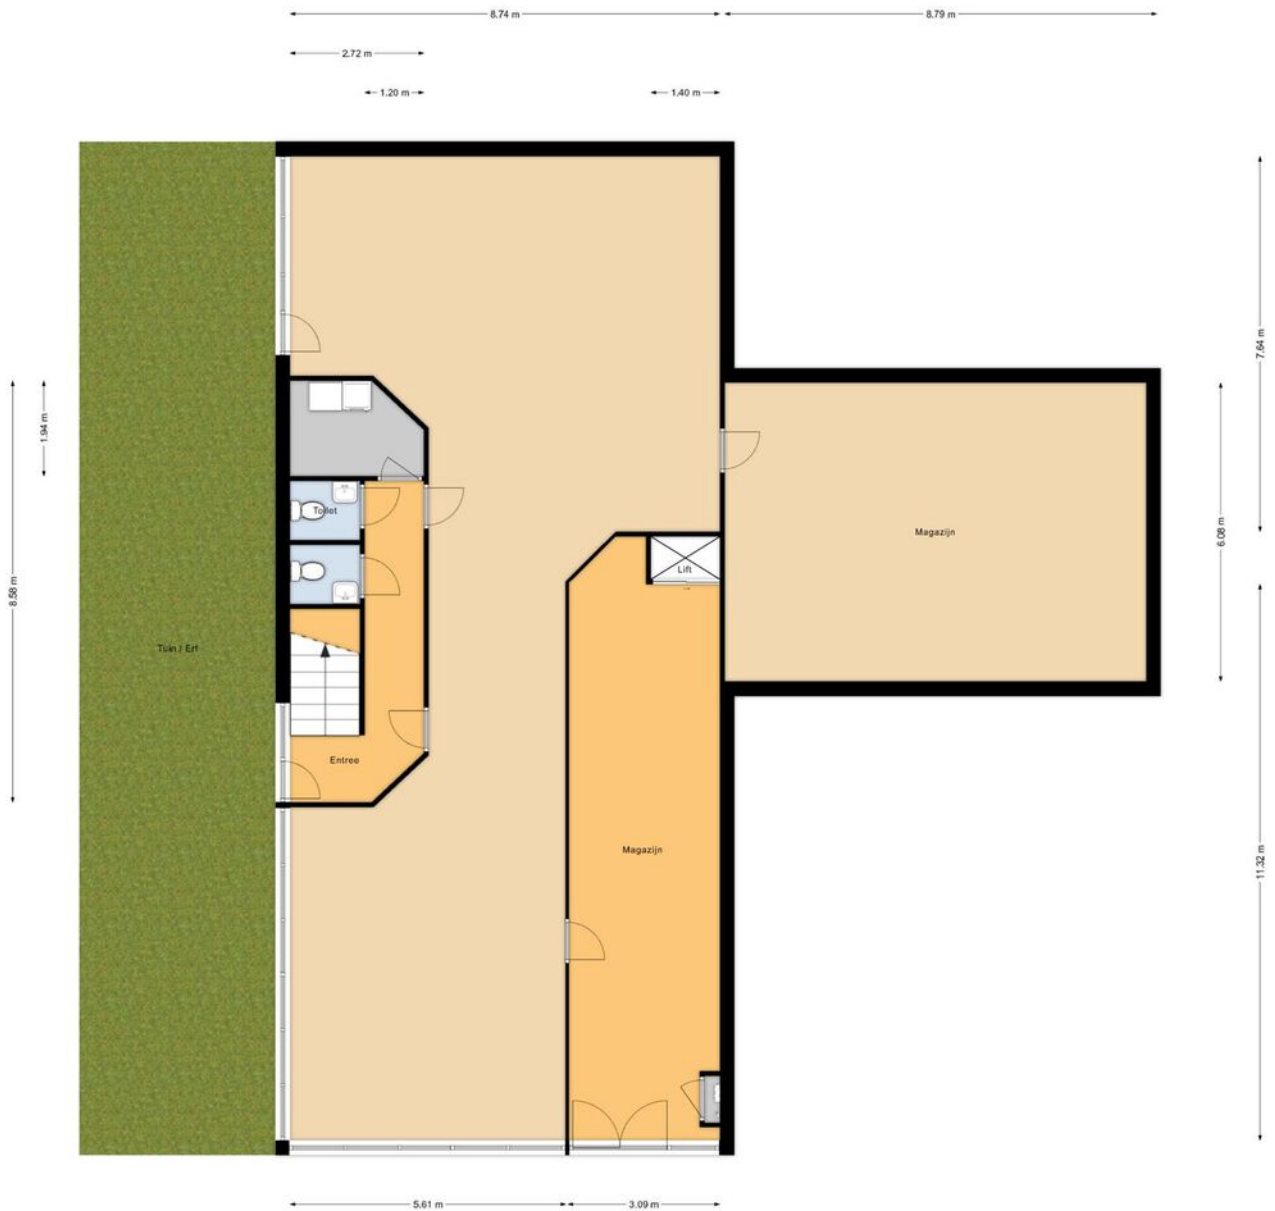 8.74 m
8.79 m
2.72 m
1.20 m
1.40 m
7.64 m
1.94 m
Toilet
Magazijn
6.08 m
Lift
8.58 m
Tuin / Erf
Entree
Magazijn
11.32 m
5.61 m
3.09 m